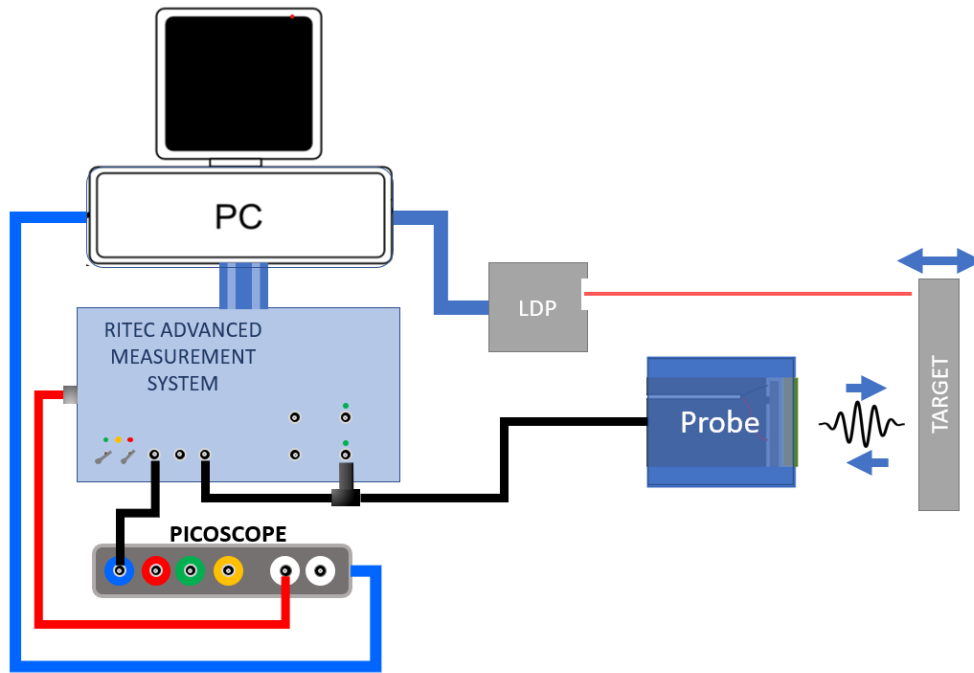 PC
RITEC ADVANCED
MEASUREMENT
SYSTEM
LDP
Probe
TARGET
PICOSCOPE